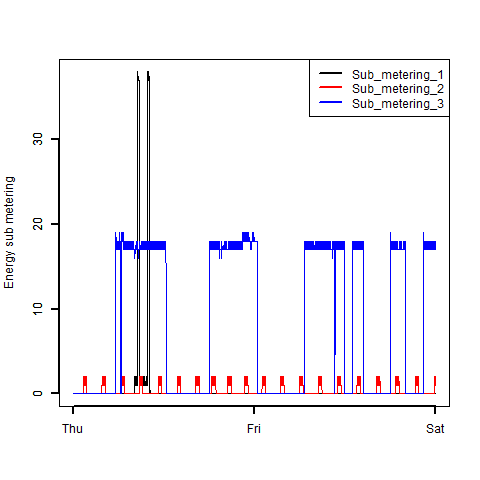 Sub_metering_1
Sub_metering_2
Sub_metering_3
Energy sub metering
30
20
10
0
Thu Fri Sat